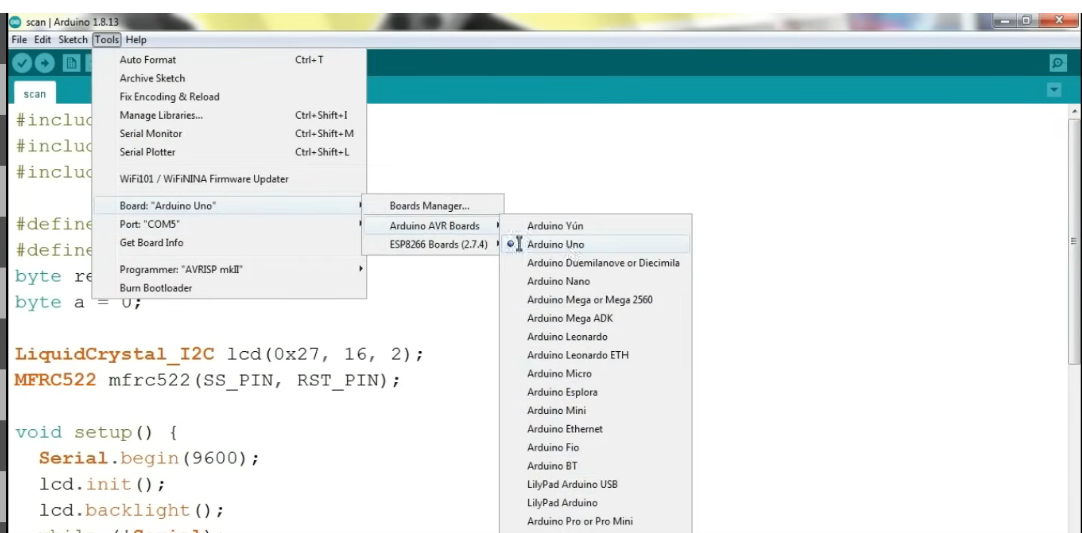 scan | Arduino 1.8.13
File Edit Sketch Tools Help
Auto Format Ctrl+T
Archive Sketch
Fix Encoding & Reload
Manage Libraries... Ctrl+Shift+I
Serial Monitor Ctrl+Shift+M
Serial Plotter Ctrl+Shift+L
WiFi101 / WiFiNINA Firmware Updater
Board: "Arduino Uno"
Port: "COM5"
Get Board Info
Programmer: "AVRISP mkII"
Burn Bootloader
Boards Manager...
Arduino AVR Boards
ESP8266 Boards (2.7.4)
Arduino Yún
Arduino Uno
Arduino Duemilanove or Diecimila
Arduino Nano
Arduino Mega or Mega 2560
Arduino Mega ADK
Arduino Leonardo
Arduino Leonardo ETH
Arduino Micro
Arduino Esplora
Arduino Mini
Arduino Ethernet
Arduino Fio
Arduino BT
LilyPad Arduino USB
LilyPad Arduino
Arduino Pro or Pro Mini
scan
#includ
#includ
#includ
#define
#define
byte re
byte a = 0;
LiquidCrystal_I2C lcd(0x27, 16, 2);
MFRC522 mfrc522(SS_PIN, RST_PIN);
void setup() {
Serial.begin(9600);
lcd.init();
lcd.backlight();